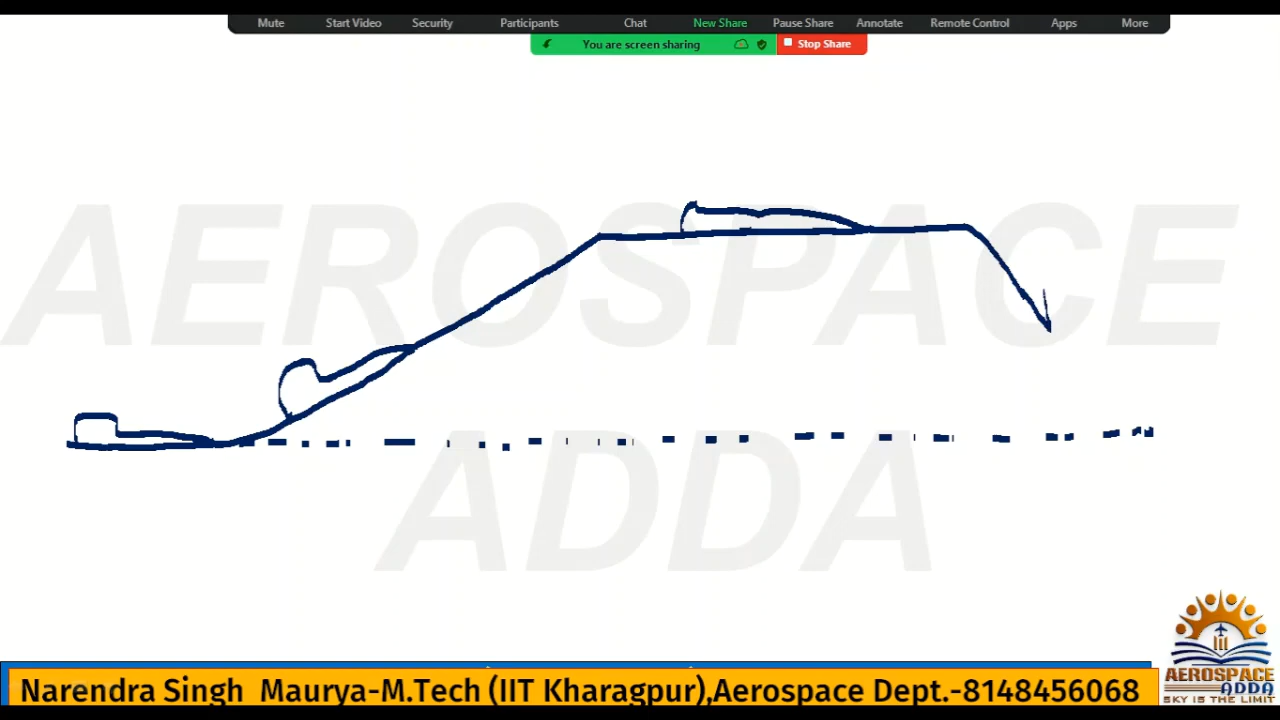 Mute Start Video Security Participants Chat New Share Pause Share Annotate Remote Control Apps More
You are screen sharing Stop Share
AEROSPACE
ADDA
Narendra Singh Maurya-M.Tech (IIT Kharagpur),Aerospace Dept.-8148456068
AEROSPACE
ADDA
SKY IS THE LIMIT